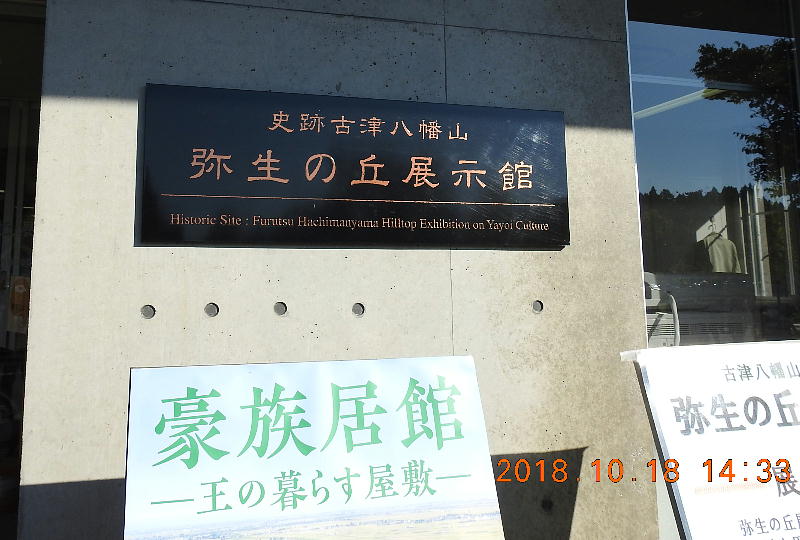 史跡古津八幡山
弥生の丘展示館
Historic Site : Furutsu Hachimanyama Hilltop Exhibition on Yayoi Culture
豪族居館
―王の暮らす屋敷―
2018.10.18 14:33
古津八幡山
弥生の丘
展
弥生の丘